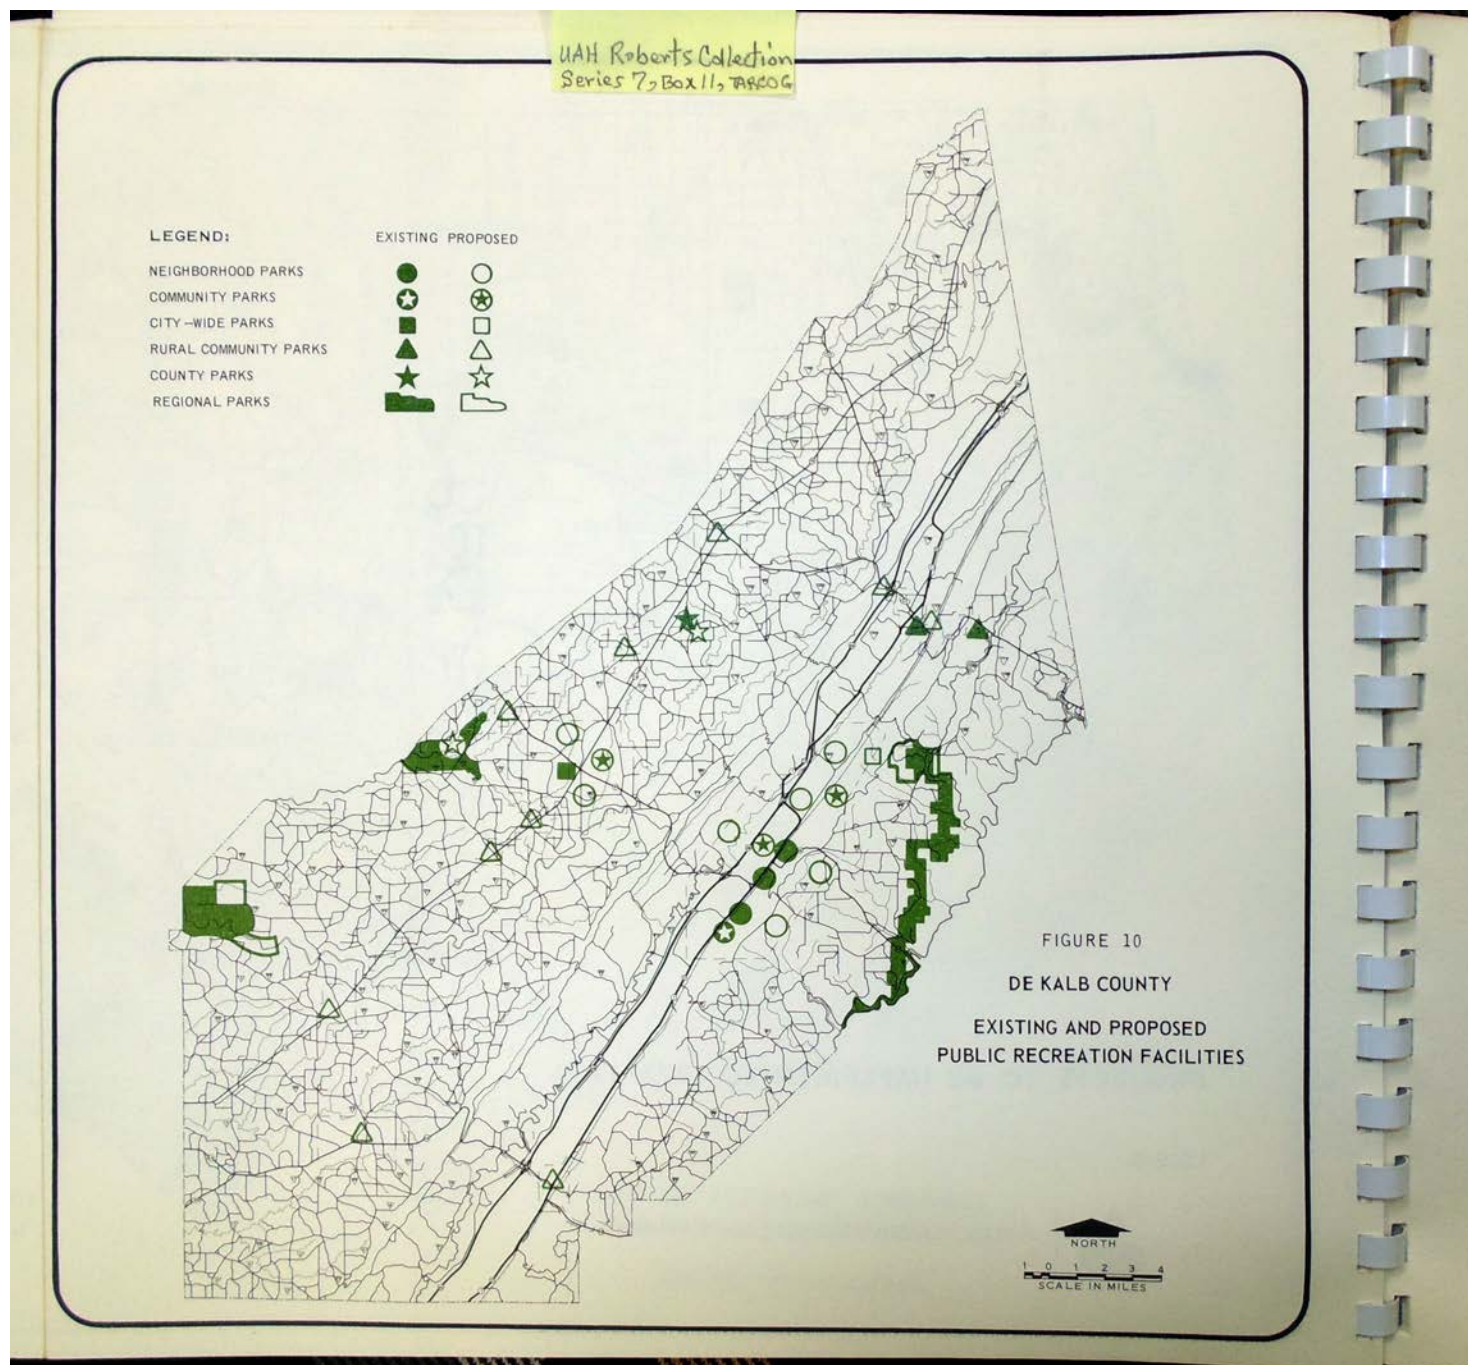 UAH Roberts Collection
Series 7, Box 11, TARCOG
LEGEND:
EXISTING PROPOSED
NEIGHBORHOOD PARKS
COMMUNITY PARKS
CITY-WIDE PARKS
RURAL COMMUNITY PARKS
COUNTY PARKS
REGIONAL PARKS
FIGURE 10
DE KALB COUNTY
EXISTING AND PROPOSED
PUBLIC RECREATION FACILITIES
NORTH
1 0 1 2 3 4
SCALE IN MILES